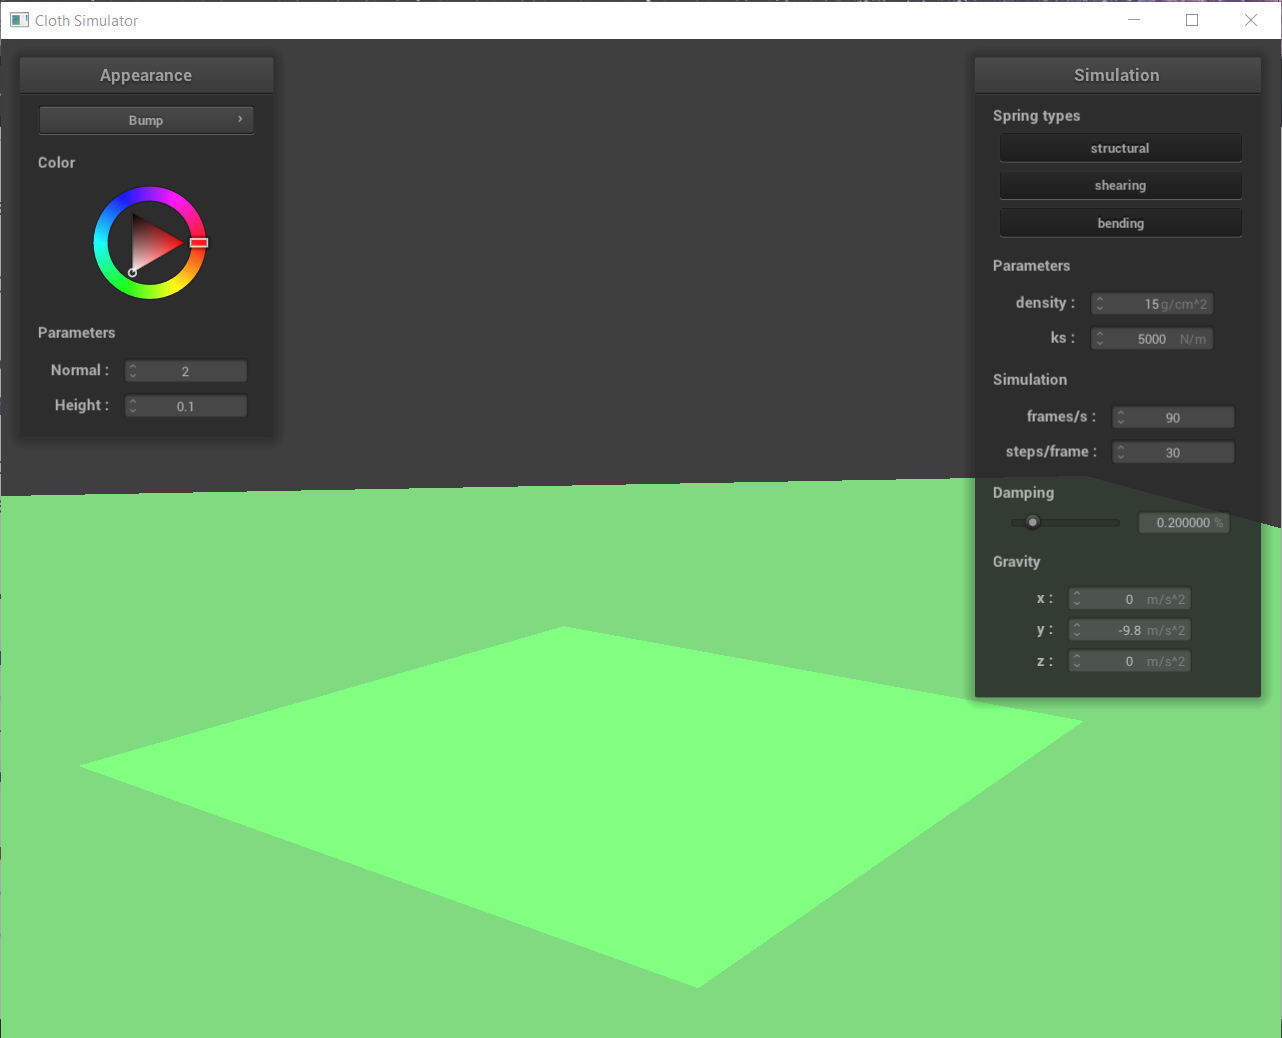 Cloth Simulator
Appearance
Bump
Color
Parameters
Normal : 2
Height : 0.1
Simulation
Spring types
structural
shearing
bending
Parameters
density : 15 g/cm^2
ks : 5000 N/m
Simulation
frames/s : 90
steps/frame : 30
Damping
0.200000 %
Gravity
x : 0 m/s^2
y : -9.8 m/s^2
z : 0 m/s^2